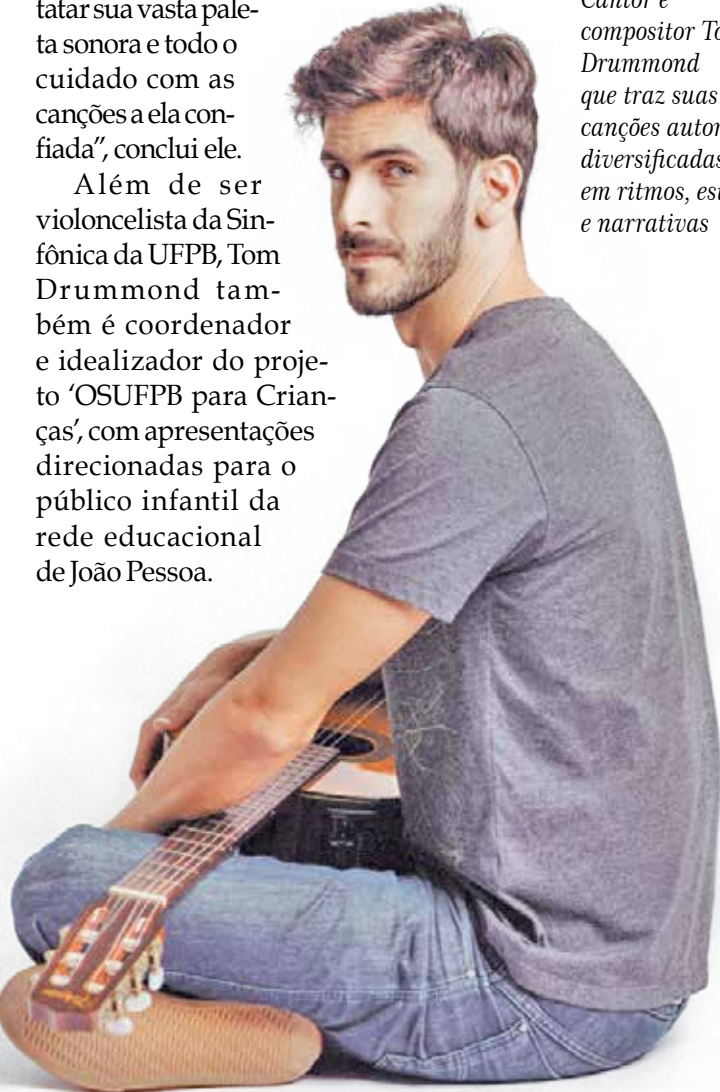 tatar sua vasta pale-
ta sonora e todo o
cuidado com as
canções a ela con-
fiada”, conclui ele.
Além de ser
violoncelista da Sin-
fônica da UFPB, Tom
Drummond tam-
bém é coordenador
e idealizador do proje-
to ‘OSUFPB para Crian-
ças’, com apresentações
direcionadas para o
público infantil da
rede educacional
de João Pessoa.
Cantor e
compositor
Drummond
que traz suas
canções
diversificadas
em ritmos,
e narrativas